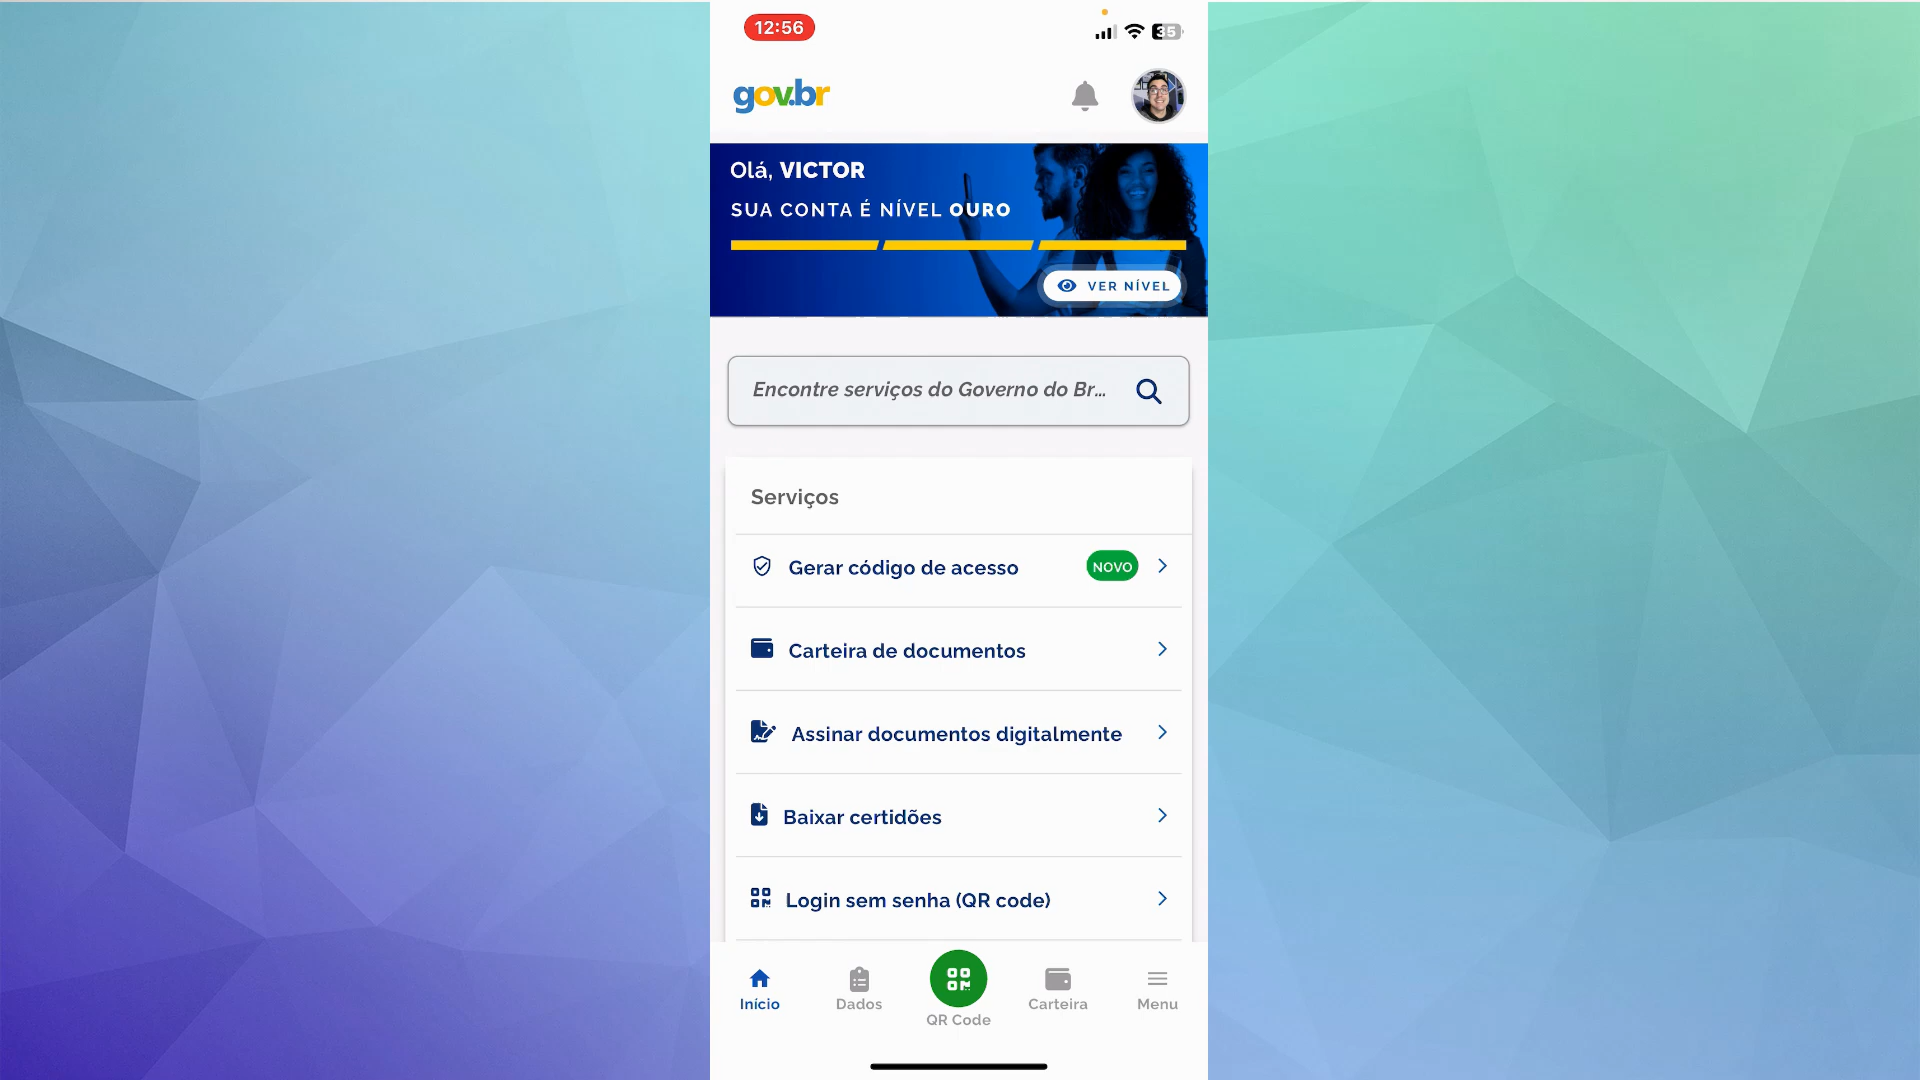 12:56
35
gov.br
Olá, VICTOR
SUA CONTA É NÍVEL OURO
VER NÍVEL
Encontre serviços do Governo do Br...
Serviços
Gerar código de acesso NOVO
Carteira de documentos
Assinar documentos digitalmente
Baixar certidões
Login sem senha (QR code)
Início Dados QR Code Carteira Menu